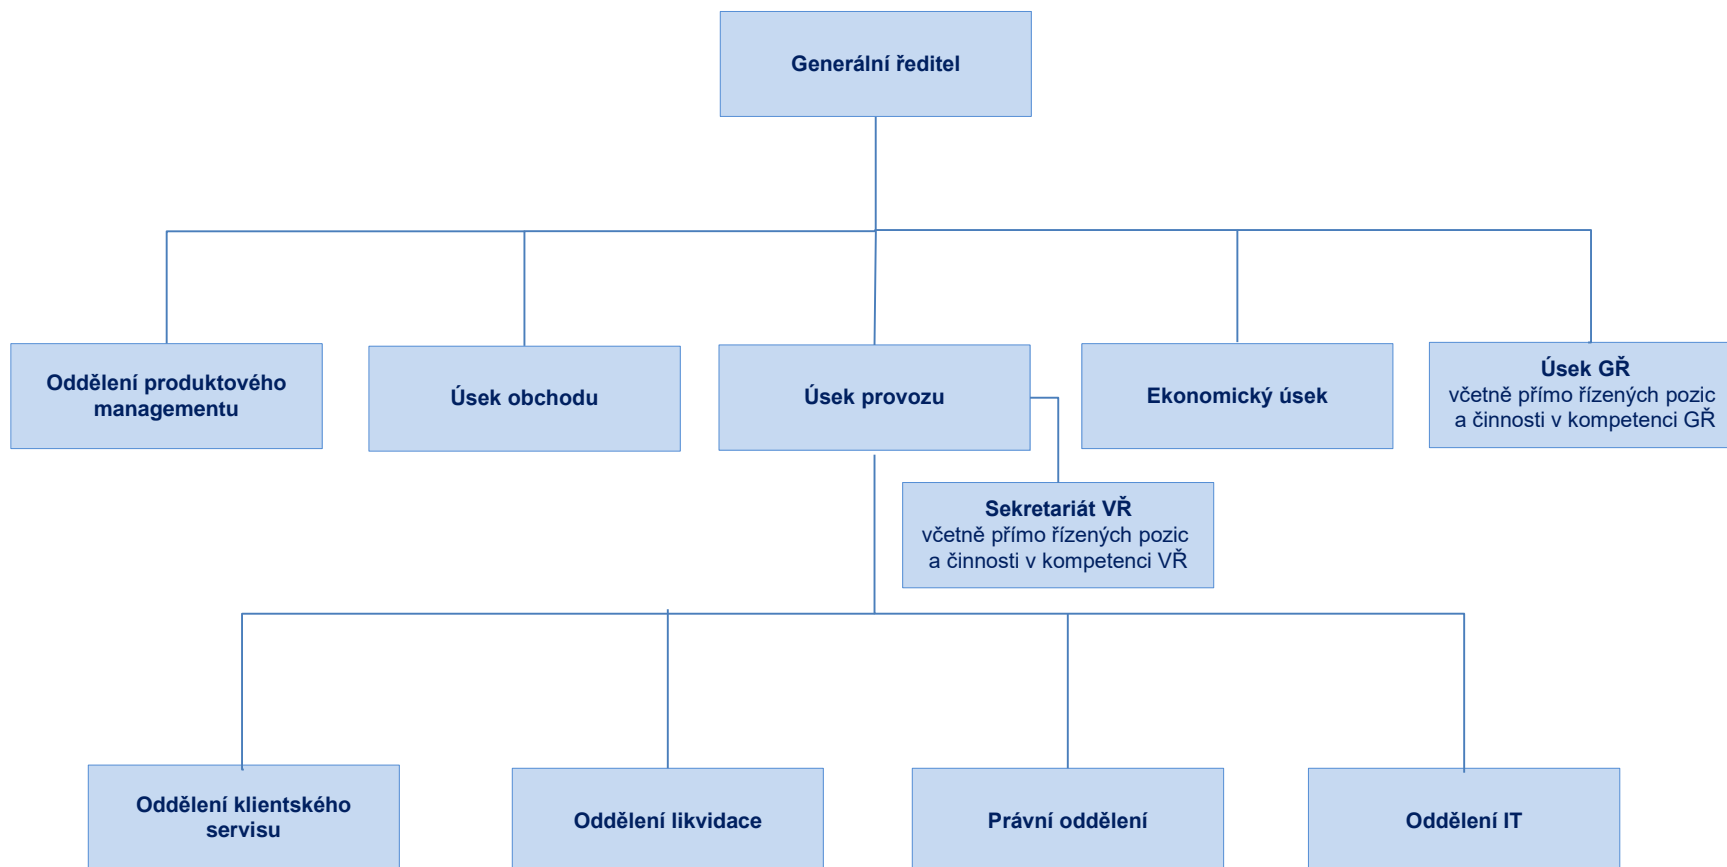 Generální ředitel
Oddělení produktového
managementu
Úsek obchodu
Úsek provozu
Ekonomický úsek
Úsek GŘ
včetně přímo řízených pozic
a činnosti v kompetenci GŘ
Sekretariát VŘ
včetně přímo řízených pozic
a činnosti v kompetenci VŘ
Oddělení klientského
servisu
Oddělení likvidace
Právní oddělení
Oddělení IT